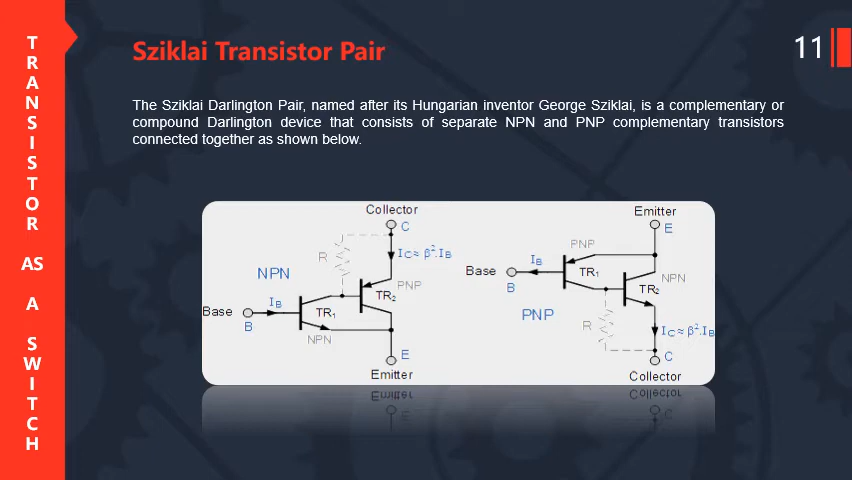 TRANSISTOR AS A SWITCH
Sziklai Transistor Pair
11
The Sziklai Darlington Pair, named after its Hungarian inventor George Sziklai, is a complementary or
compound Darlington device that consists of separate NPN and PNP complementary transistors
connected together as shown below.
Collector
C
R
IC≈ β².IB
NPN
PNP
TR2
Base
IB
TR1
B
NPN
E
Emitter
Emitter
E
PNP
IB
Base
TR1
NPN
B
TR2
PNP
R
IC≈ β².IB
C
Collector